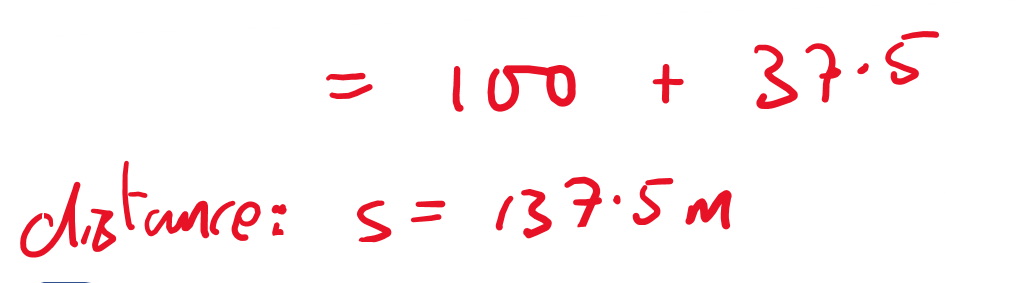 = 100 + 37.5
distance: s = 137.5 m